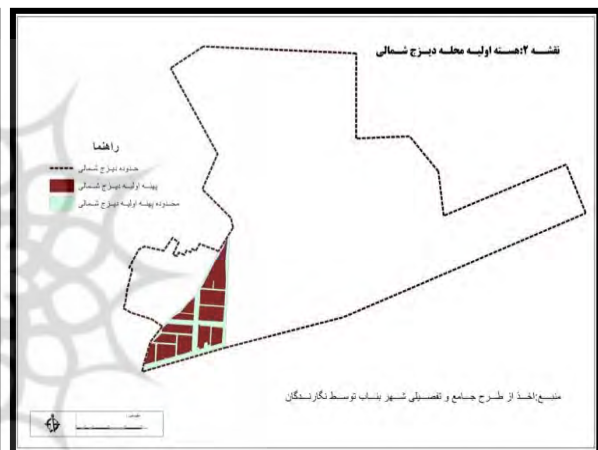 نقشه ۲:هسته اولیه محله دیزج شمالی
راهنما
حدوده دیزج شمالی
پهنه اولیه دیزج شمالی
محدوده پهنه اولیه دیزج شمالی
منبع:اخذ از طرح جامع و تفصیلی شهر بناب توسط نگارندگان